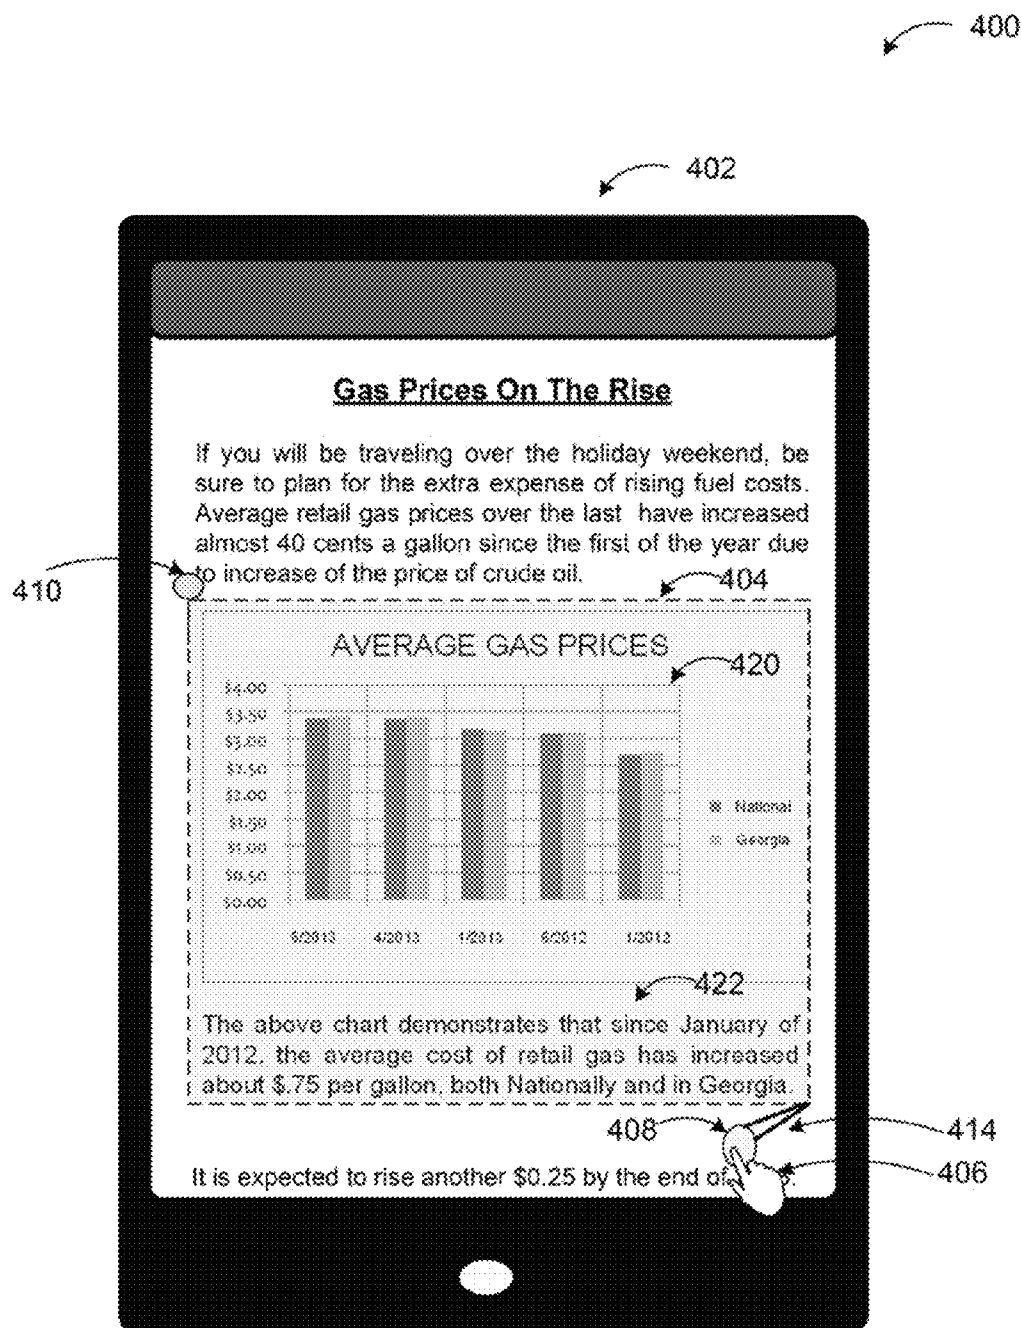 400
402
Gas Prices On The Rise
If you will be traveling over the holiday weekend, be
sure to plan for the extra expense of rising fuel costs.
Average retail gas prices over the last have increased
almost 40 cents a gallon since the first of the year due
to increase of the price of crude oil.
410
404
AVERAGE GAS PRICES
420
$4.00
$3.50
$3.00
$2.50
$2.00
$1.50
$1.00
$0.50
$0.00
National
Georgia
5/2013 4/2013 1/2013 6/2012 1/2012
422
The above chart demonstrates that since January of
2012, the average cost of retail gas has increased
about $.75 per gallon, both Nationally and in Georgia.
408
414
406
It is expected to rise another $0.25 by the end of